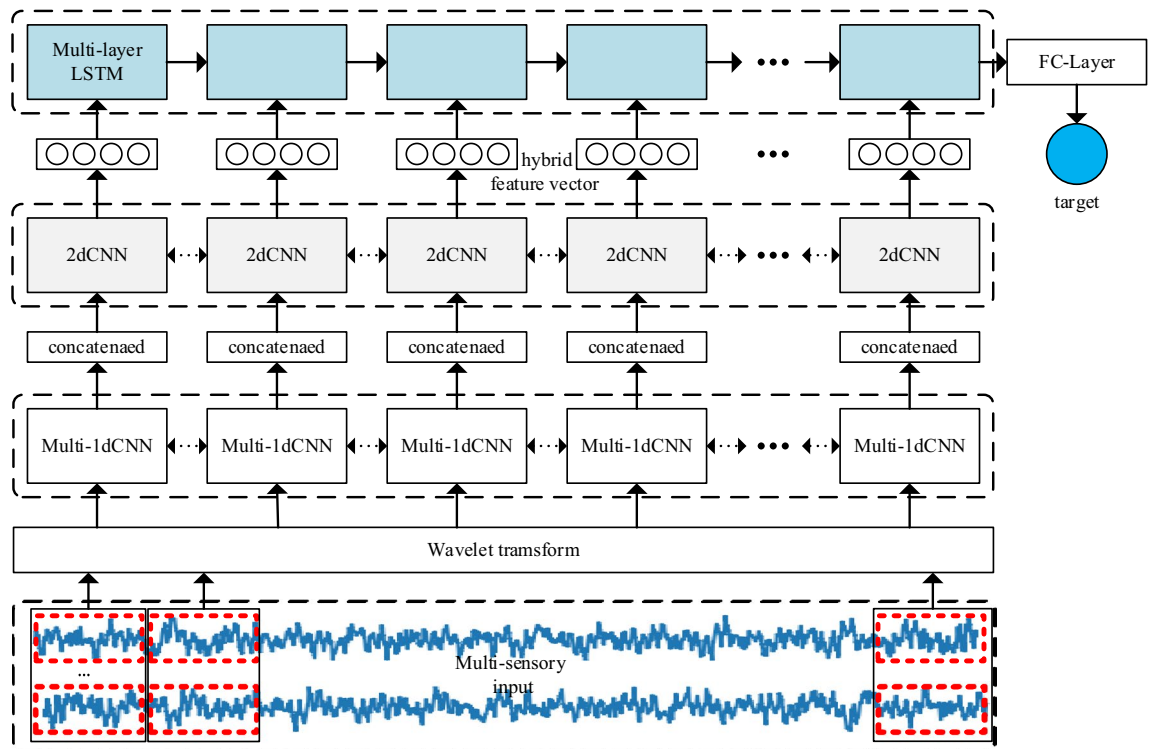 Multi-layer
LSTM
...
FC-Layer
hybrid
feature vector
...
target
2dCNN
2dCNN
2dCNN
2dCNN
...
2dCNN
concatenaed
concatenaed
concatenaed
concatenaed
concatenaed
Multi-1dCNN
Multi-1dCNN
Multi-1dCNN
Multi-1dCNN
...
Multi-1dCNN
Wavelet tramsform
...
Multi-sensory
input